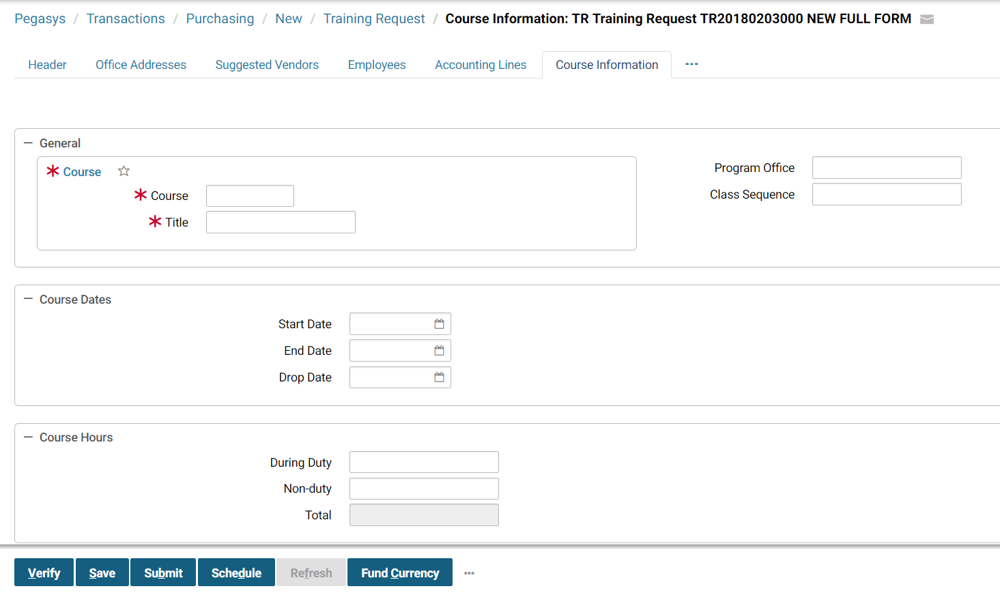 Pegasys / Transactions / Purchasing / New / Training Request / Course Information: TR Training Request TR20180203000 NEW FULL FORM
Header Office Addresses Suggested Vendors Employees Accounting Lines Course Information ---
General
* Course
* Course
* Title
Program Office
Class Sequence
Course Dates
Start Date
End Date
Drop Date
Course Hours
During Duty
Non-duty
Total
Verify Save Submit Schedule Refresh Fund Currency ...